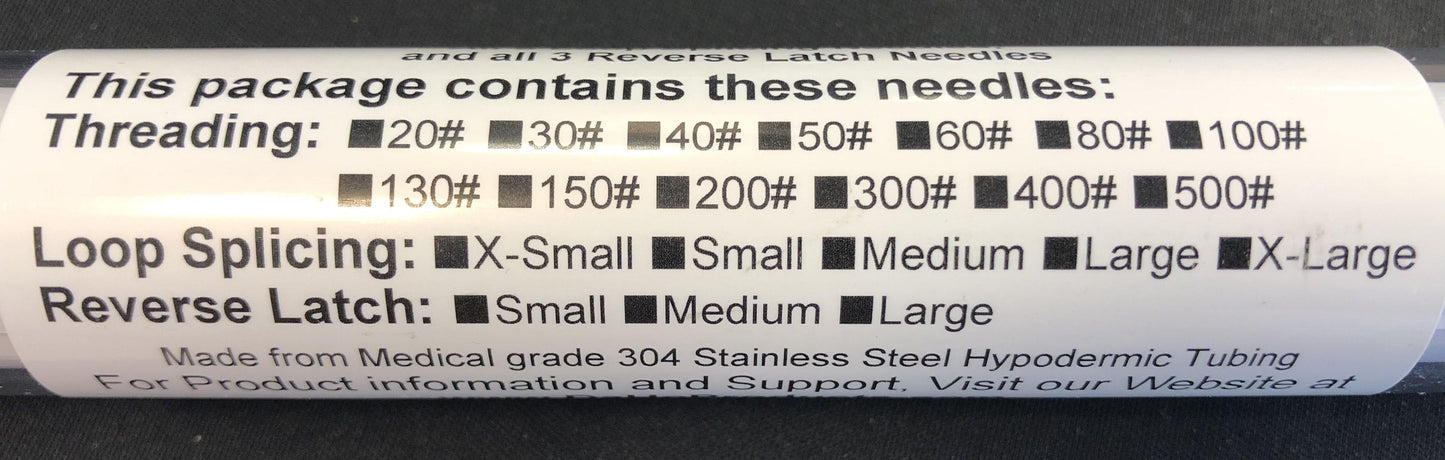 and all 3 Reverse Latch Needles
This package contains these needles:
Threading: ■20# ■30# ■40# ■50# ■60# ■80# ■100#
■130# ■150# ■200# ■300# ■400# ■500#
Loop Splicing: ■X-Small ■Small ■Medium ■Large ■X-Large
Reverse Latch: ■Small ■Medium ■Large
Made from Medical grade 304 Stainless Steel Hypodermic Tubing
For Product information and Support, Visit our Website at